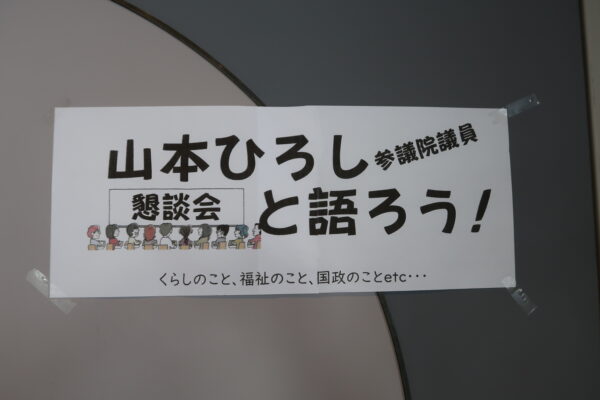 山本ひろし 参議院議員
懇談会 と語ろう!
くらしのこと、福祉のこと、国政のことetc・・・